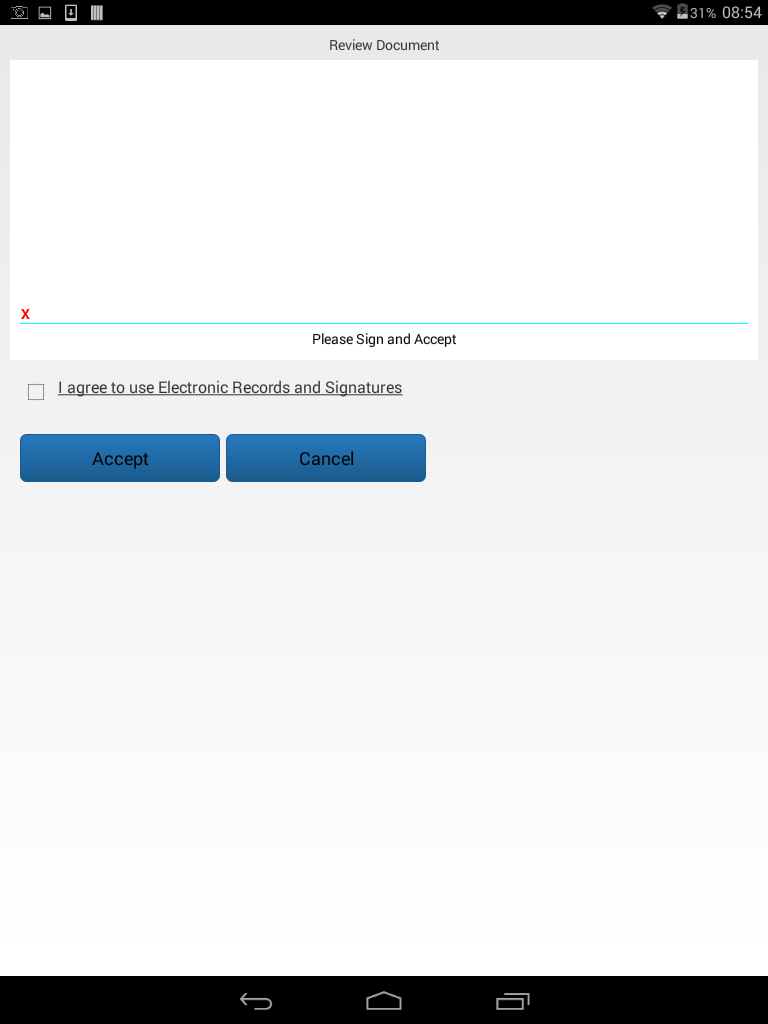 31% 08:54
Review Document
X
Please Sign and Accept
I agree to use Electronic Records and Signatures
Accept Cancel